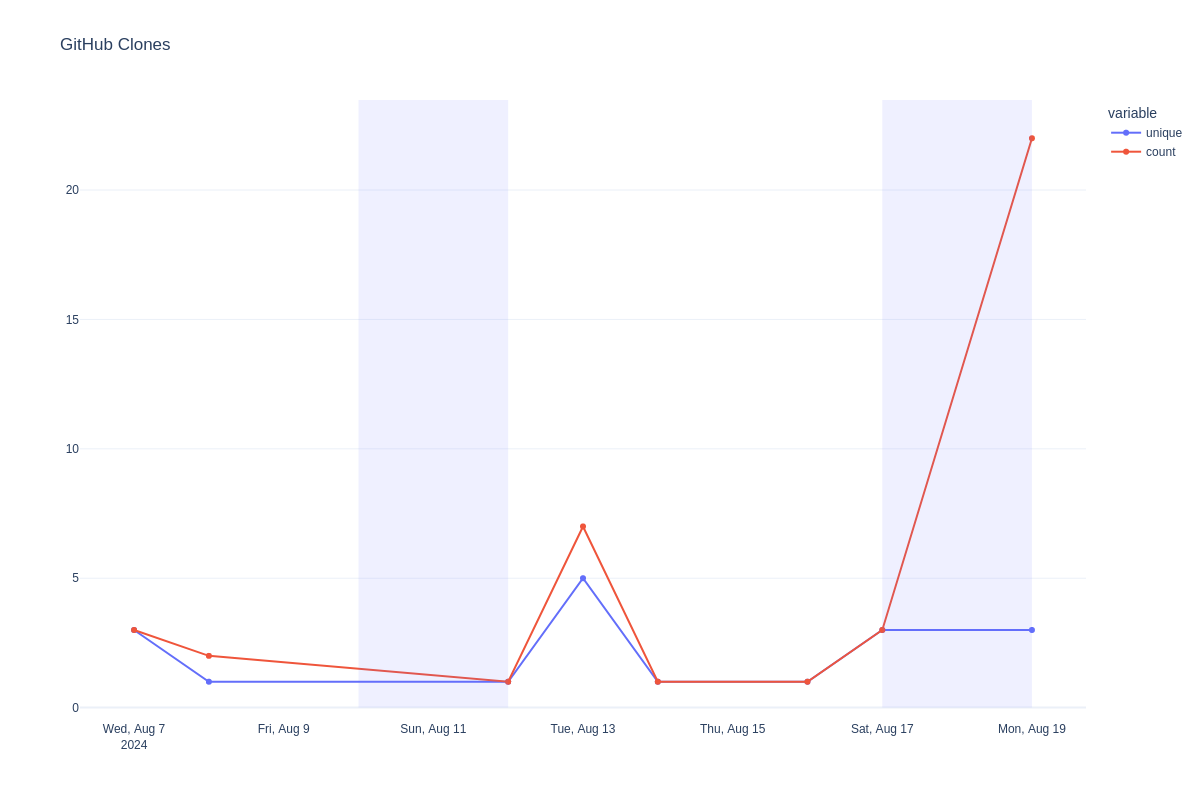 GitHub Clones
variable
unique
count
20
15
10
5
0
Wed, Aug 7
2024
Fri, Aug 9
Sun, Aug 11
Tue, Aug 13
Thu, Aug 15
Sat, Aug 17
Mon, Aug 19